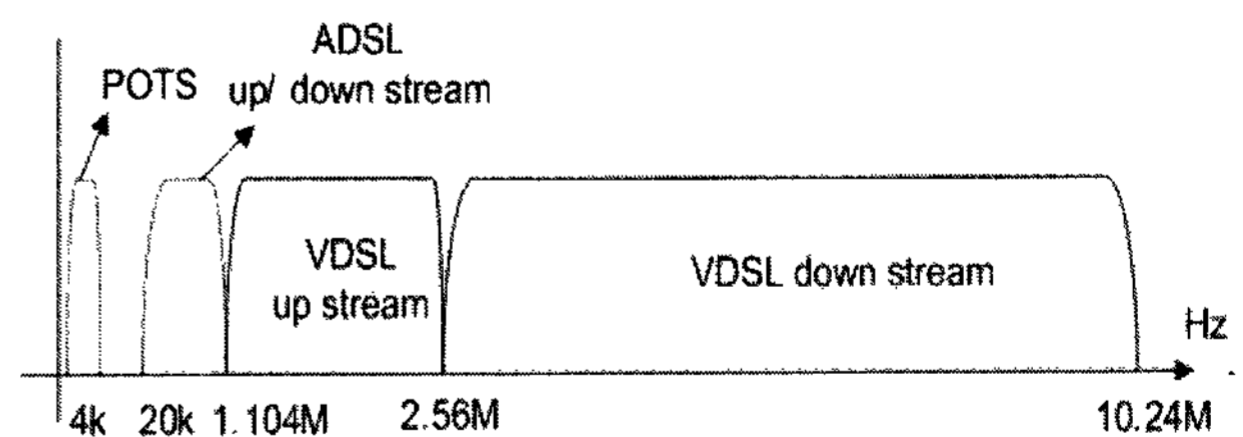 ADSL
POTS up/ down stream
VDSL
up stream
VDSL down stream
Hz
4k 20k 1.104M 2.56M 10.24M